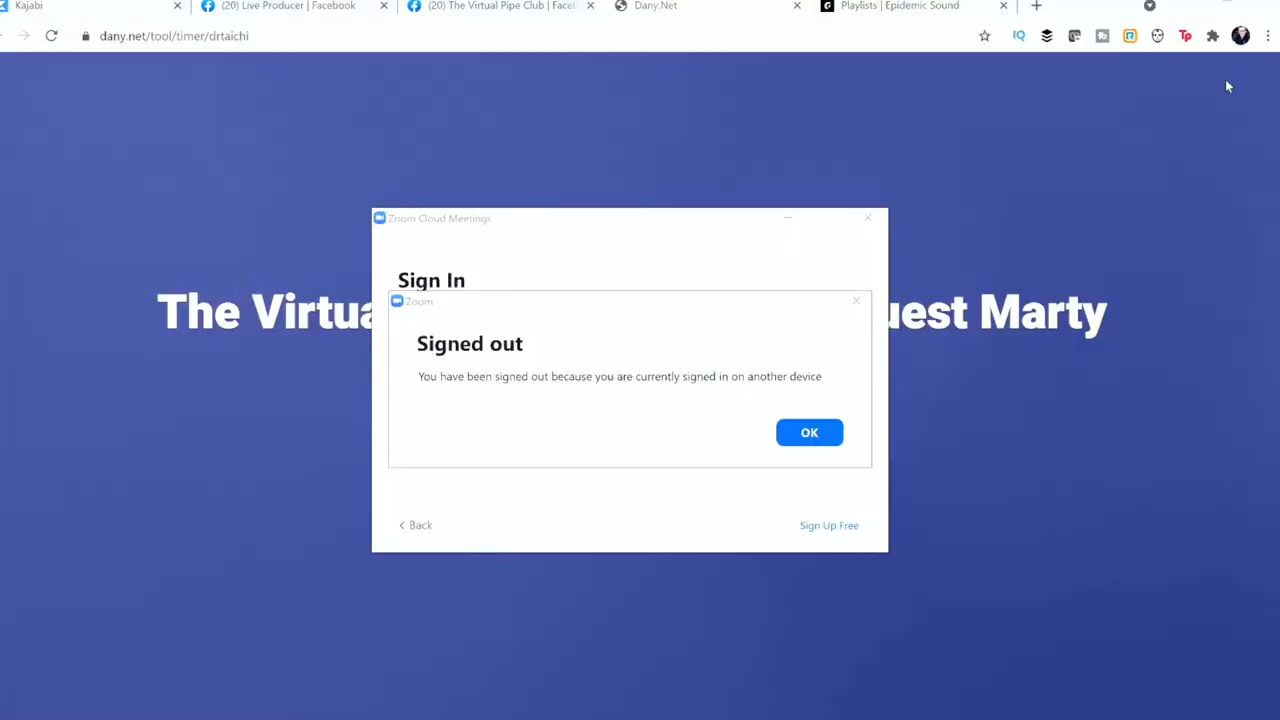 Kajabi
(20) Live Producer | Facebook
(20) The Virtual Pipe Club | Faceb
Dany.Net
Playlists | Epidemic Sound
dany.net/tool/timer/drtaichi
IQ
Tp
Zoom Cloud Meetings
Sign In
The Virtua
uest Marty
Zoom
Signed out
You have been signed out because you are currently signed in on another device
OK
Back
Sign Up Free